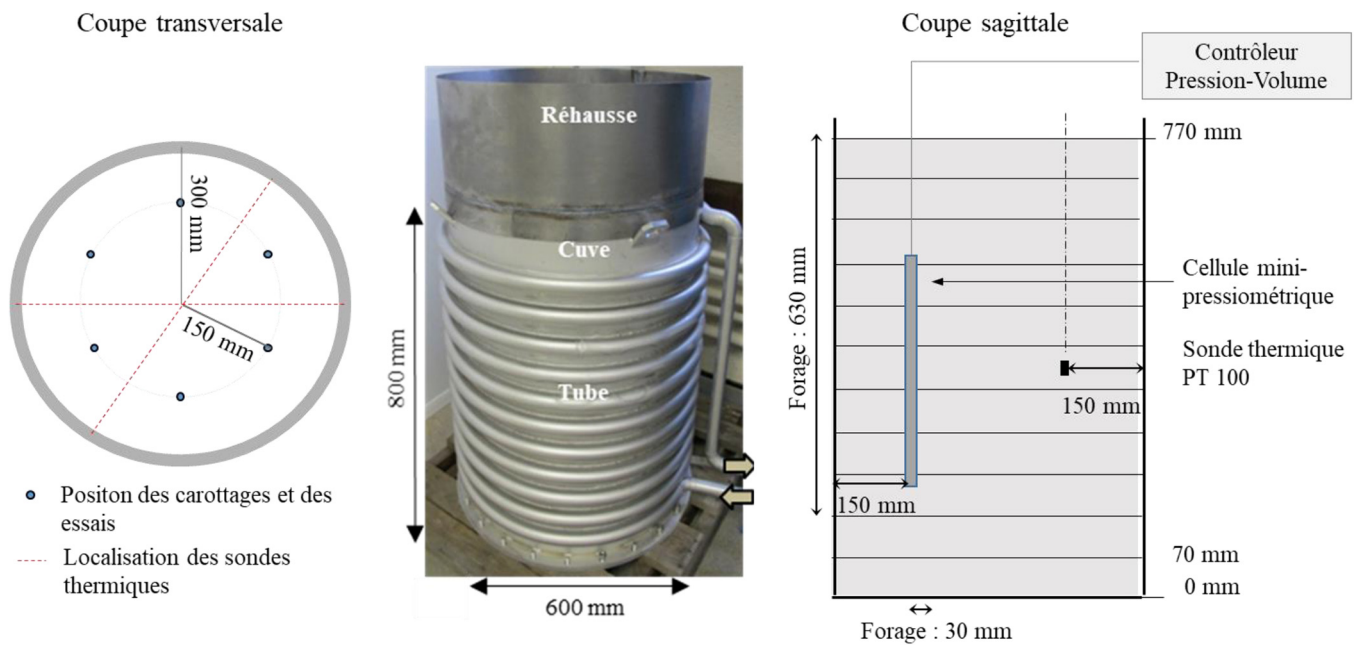 Coupe transversale
300 mm
150 mm
Positon des carottages et des
essais
Localisation des sondes
thermiques
Réhausse
Cuve
Tube
800 mm
600 mm
Coupe sagittale
Contrôleur
Pression-Volume
770 mm
Forage : 630 mm
Cellule mini-
pressiométrique
Sonde thermique
PT 100
150 mm
150 mm
70 mm
0 mm
Forage : 30 mm